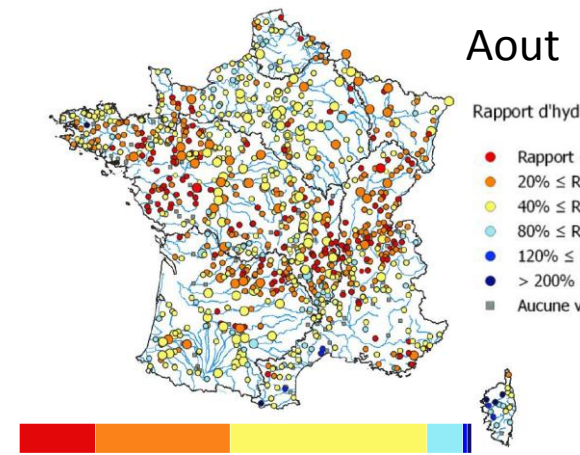 Aout
Rapport d'hyd
Rapport
20% ≤ R
40% ≤ R
80% ≤ R
120% ≤
> 200%
Aucune v